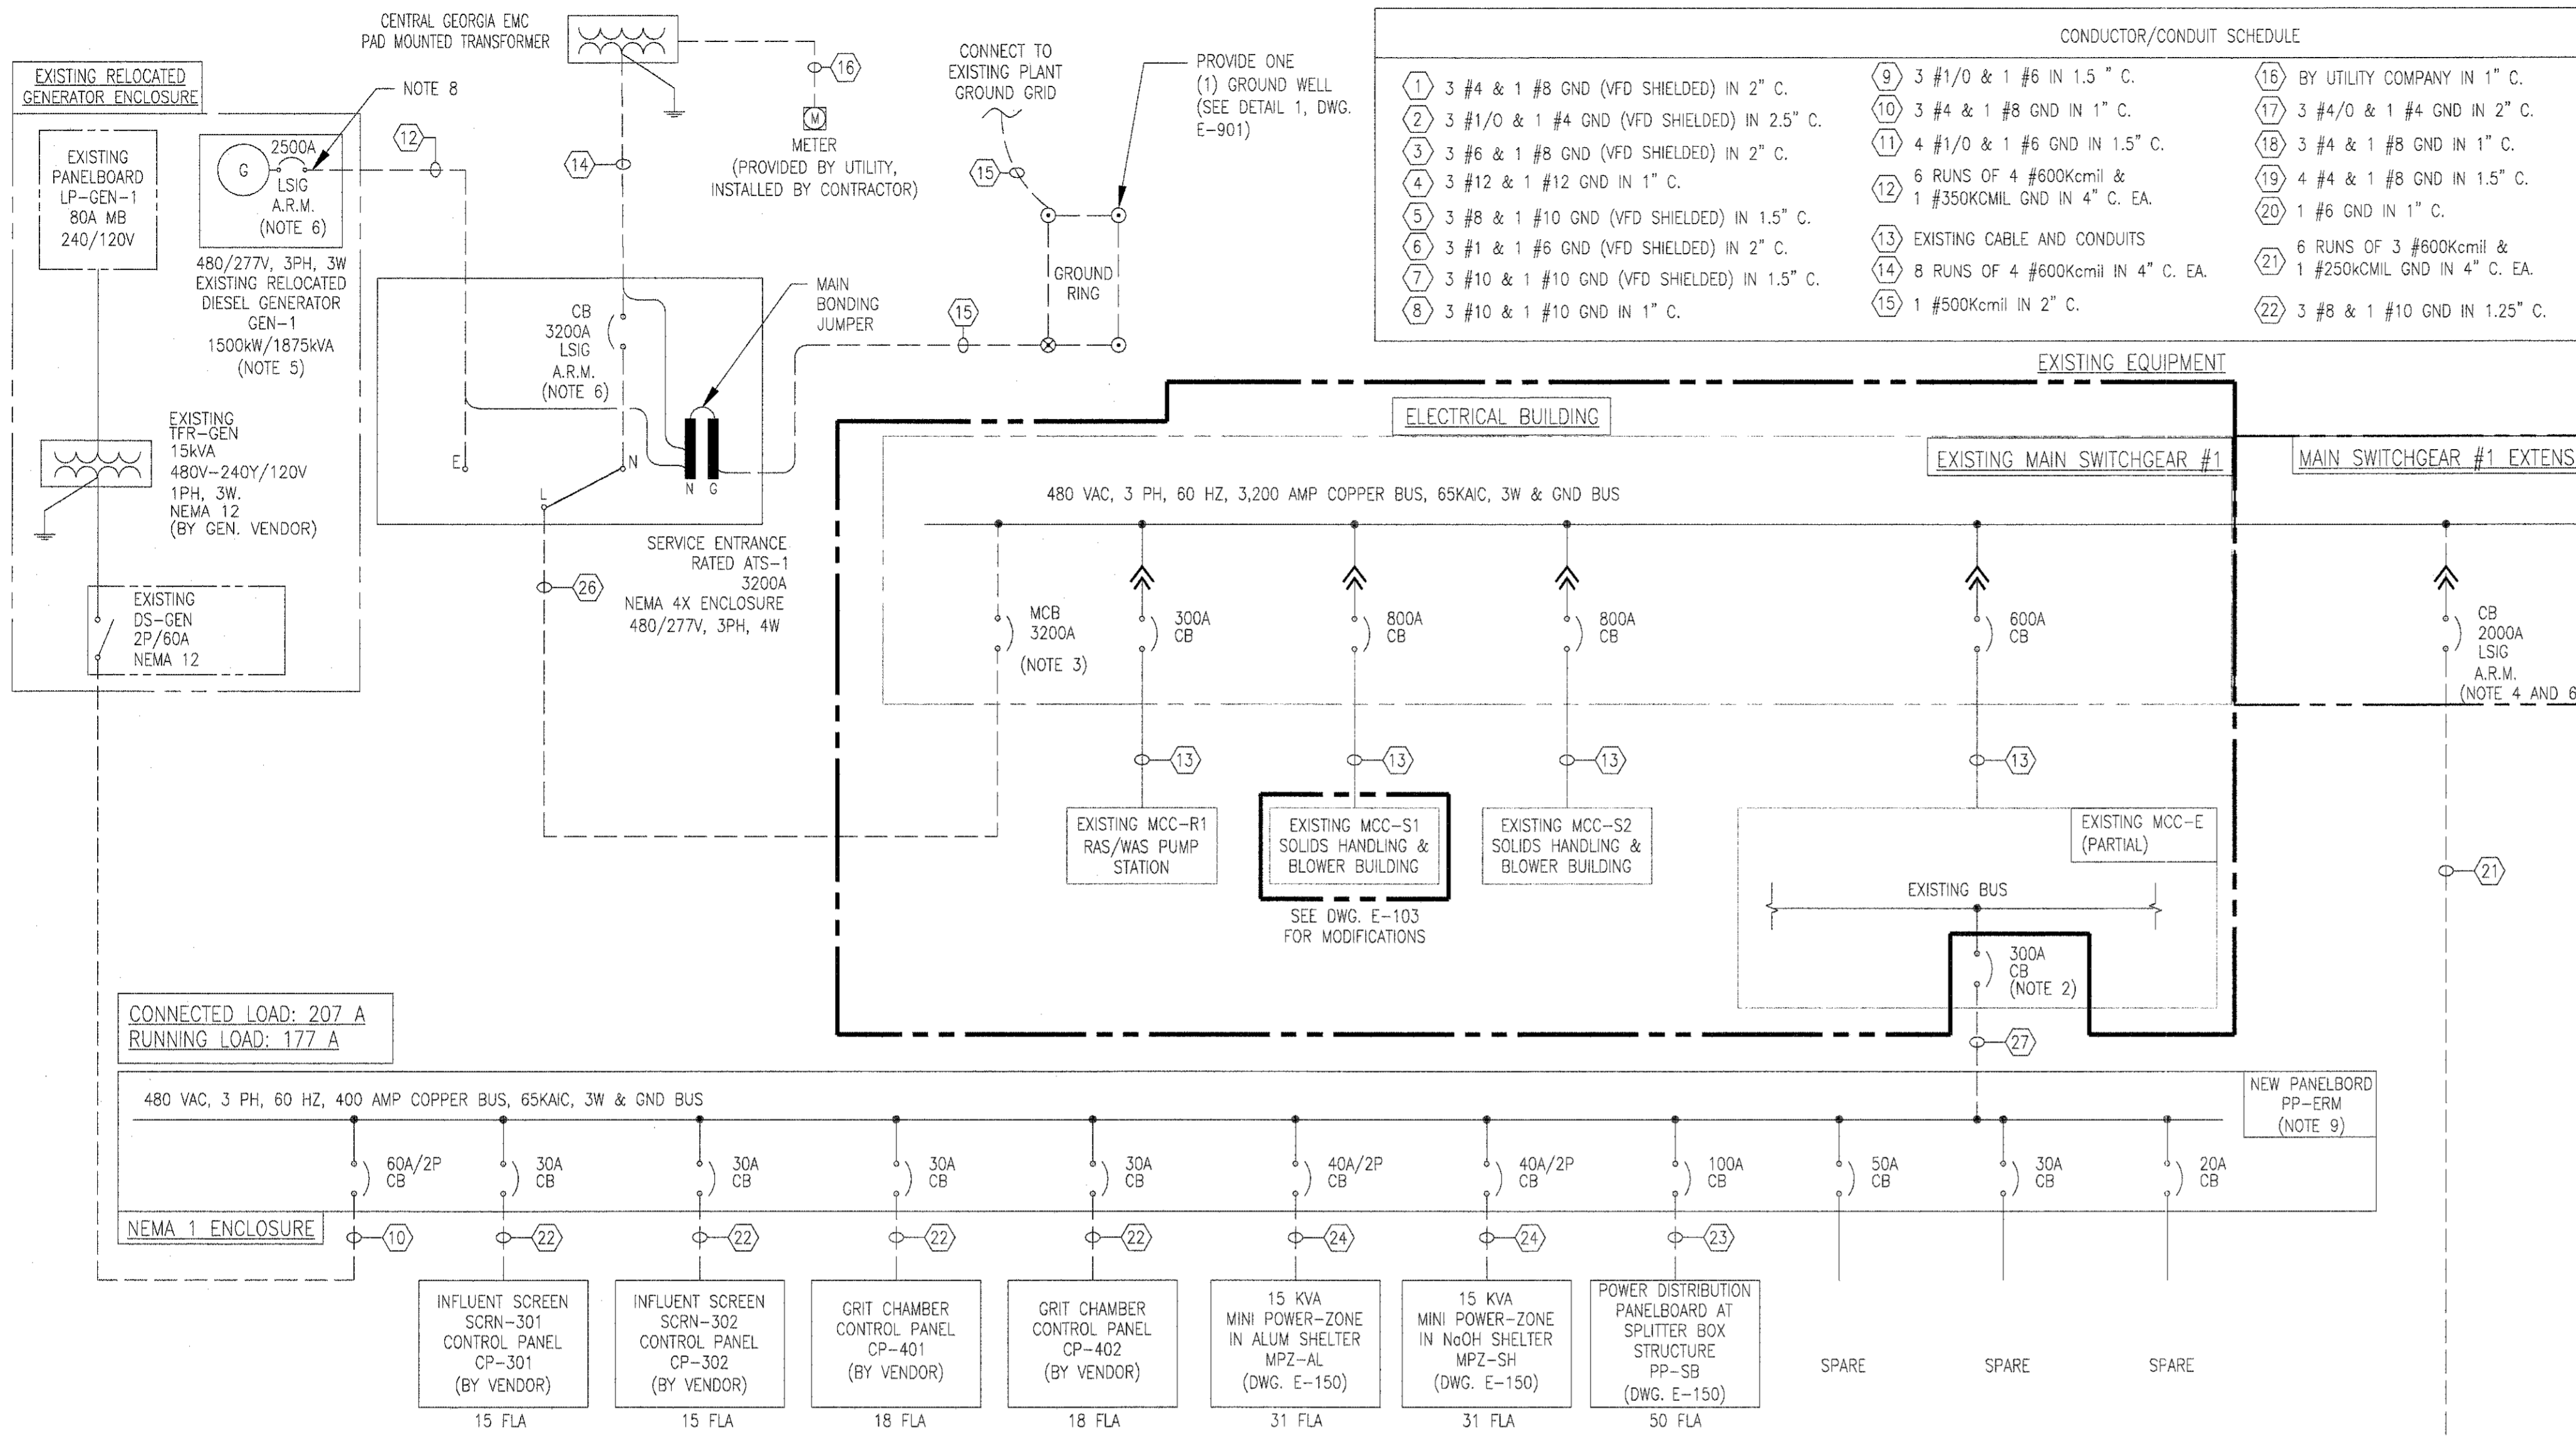 CENTRAL GEORGIA EMC
PAD MOUNTED TRANSFORMER
16
M
METER
(PROVIDED BY UTILITY,
INSTALLED BY CONTRACTOR)
14
CONNECT TO
EXISTING PLANT
GROUND GRID
15
PROVIDE ONE
(1) GROUND WELL
(SEE DETAIL 1, DWG.
E-901)
GROUND
RING
15
EXISTING RELOCATED
GENERATOR ENCLOSURE
NOTE 8
12
EXISTING
PANELBOARD
LP-GEN-1
80A MB
240/120V
G
2500A
LSIG
A.R.M.
(NOTE 6)
480/277V, 3PH, 3W
EXISTING RELOCATED
DIESEL GENERATOR
GEN-1
1500kW/1875kVA
(NOTE 5)
EXISTING
TFR-GEN
15kVA
480V-240Y/120V
1PH, 3W.
NEMA 12
(BY GEN. VENDOR)
EXISTING
DS-GEN
2P/60A
NEMA 12
CB
3200A
LSIG
A.R.M.
(NOTE 6)
MAIN
BONDING
JUMPER
E
N
L
N G
SERVICE ENTRANCE
RATED ATS-1
3200A
NEMA 4X ENCLOSURE
480/277V, 3PH, 4W
26
CONDUCTOR/CONDUIT SCHEDULE
1 3 #4 & 1 #8 GND (VFD SHIELDED) IN 2" C.
2 3 #1/0 & 1 #4 GND (VFD SHIELDED) IN 2.5" C.
3 3 #6 & 1 #8 GND (VFD SHIELDED) IN 2" C.
4 3 #12 & 1 #12 GND IN 1" C.
5 3 #8 & 1 #10 GND (VFD SHIELDED) IN 1.5" C.
6 3 #1 & 1 #6 GND (VFD SHIELDED) IN 2" C.
7 3 #10 & 1 #10 GND (VFD SHIELDED) IN 1.5" C.
8 3 #10 & 1 #10 GND IN 1" C.
9 3 #1/0 & 1 #6 IN 1.5 " C.
10 3 #4 & 1 #8 GND IN 1" C.
11 4 #1/0 & 1 #6 GND IN 1.5" C.
12 6 RUNS OF 4 #600Kcmil &
1 #350KCMIL GND IN 4" C. EA.
13 EXISTING CABLE AND CONDUITS
14 8 RUNS OF 4 #600Kcmil IN 4" C. EA.
15 1 #500Kcmil IN 2" C.
16 BY UTILITY COMPANY IN 1" C.
17 3 #4/0 & 1 #4 GND IN 2" C.
18 3 #4 & 1 #8 GND IN 1" C.
19 4 #4 & 1 #8 GND IN 1.5" C.
20 1 #6 GND IN 1" C.
21 6 RUNS OF 3 #600Kcmil &
1 #250kCMIL GND IN 4" C. EA.
22 3 #8 & 1 #10 GND IN 1.25" C.
EXISTING EQUIPMENT
ELECTRICAL BUILDING
EXISTING MAIN SWITCHGEAR #1
MAIN SWITCHGEAR #1 EXTENS
480 VAC, 3 PH, 60 HZ, 3,200 AMP COPPER BUS, 65KAIC, 3W & GND BUS
MCB
3200A
(NOTE 3)
300A
CB
800A
CB
800A
CB
600A
CB
CB
2000A
LSIG
A.R.M.
(NOTE 4 AND 6
13
13
13
13
21
EXISTING MCC-R1
RAS/WAS PUMP
STATION
EXISTING MCC-S1
SOLIDS HANDLING &
BLOWER BUILDING
SEE DWG. E-103
FOR MODIFICATIONS
EXISTING MCC-S2
SOLIDS HANDLING &
BLOWER BUILDING
EXISTING MCC-E
(PARTIAL)
EXISTING BUS
300A
CB
(NOTE 2)
27
CONNECTED LOAD: 207 A
RUNNING LOAD: 177 A
480 VAC, 3 PH, 60 HZ, 400 AMP COPPER BUS, 65KAIC, 3W & GND BUS
NEW PANELBORD
PP-ERM
(NOTE 9)
60A/2P
CB
30A
CB
30A
CB
30A
CB
30A
CB
40A/2P
CB
40A/2P
CB
100A
CB
50A
CB
30A
CB
20A
CB
NEMA 1 ENCLOSURE
10
22
22
22
22
24
24
23
INFLUENT SCREEN
SCRN-301
CONTROL PANEL
CP-301
(BY VENDOR)
15 FLA
INFLUENT SCREEN
SCRN-302
CONTROL PANEL
CP-302
(BY VENDOR)
15 FLA
GRIT CHAMBER
CONTROL PANEL
CP-401
(BY VENDOR)
18 FLA
GRIT CHAMBER
CONTROL PANEL
CP-402
(BY VENDOR)
18 FLA
15 KVA
MINI POWER-ZONE
IN ALUM SHELTER
MPZ-AL
(DWG. E-150)
31 FLA
15 KVA
MINI POWER-ZONE
IN NaOH SHELTER
MPZ-SH
(DWG. E-150)
31 FLA
POWER DISTRIBUTION
PANELBOARD AT
SPLITTER BOX
STRUCTURE
PP-SB
(DWG. E-150)
50 FLA
SPARE
SPARE
SPARE